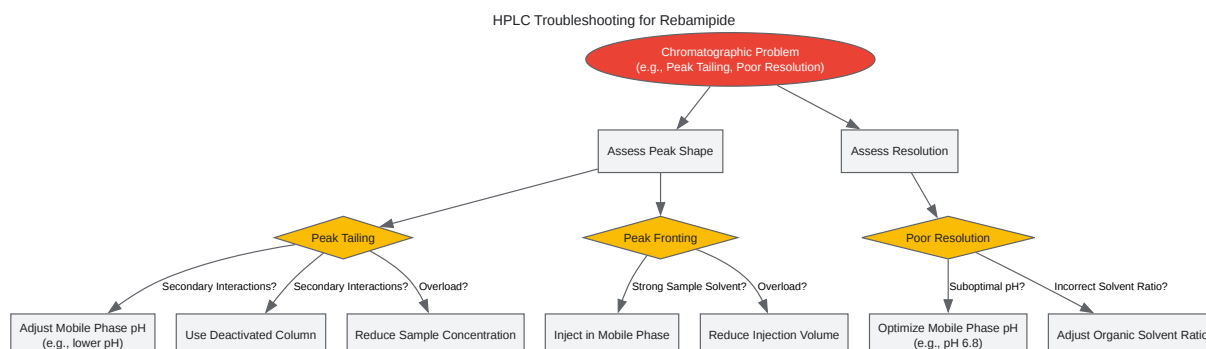 HPLC Troubleshooting for Rebamipide
Chromatographic Problem
(e.g., Peak Tailing, Poor Resolution)
Assess Peak Shape
Assess Resolution
Peak Tailing
Peak Fronting
Poor Resolution
Secondary Interactions?
Secondary Interactions?
Overload?
Strong Sample Solvent?
Overload?
Suboptimal pH?
Incorrect Solvent Ratio?
Adjust Mobile Phase pH
(e.g., lower pH)
Use Deactivated Column
Reduce Sample Concentration
Inject in Mobile Phase
Reduce Injection Volume
Optimize Mobile Phase pH
(e.g., pH 6.8)
Adjust Organic Solvent Ratio